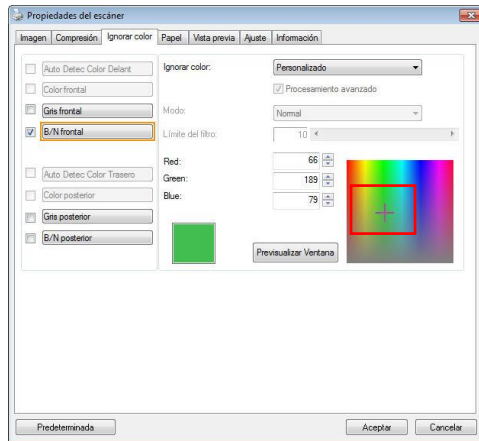 Propiedades del escáner
Imagen Compresión Ignorar color Papel Vista previa Ajuste Información
Auto Detec Color Delant
Color frontal
Gris frontal
B/N frontal
Auto Detec Color Trasero
Color posterior
Gris posterior
B/N posterior
Ignorar color: Personalizado
Procesamiento avanzado
Modo: Normal
Límite del filtro: 10
Red: 66
Green: 189
Blue: 79
Previsualizar Ventana
Predeterminada Aceptar Cancelar